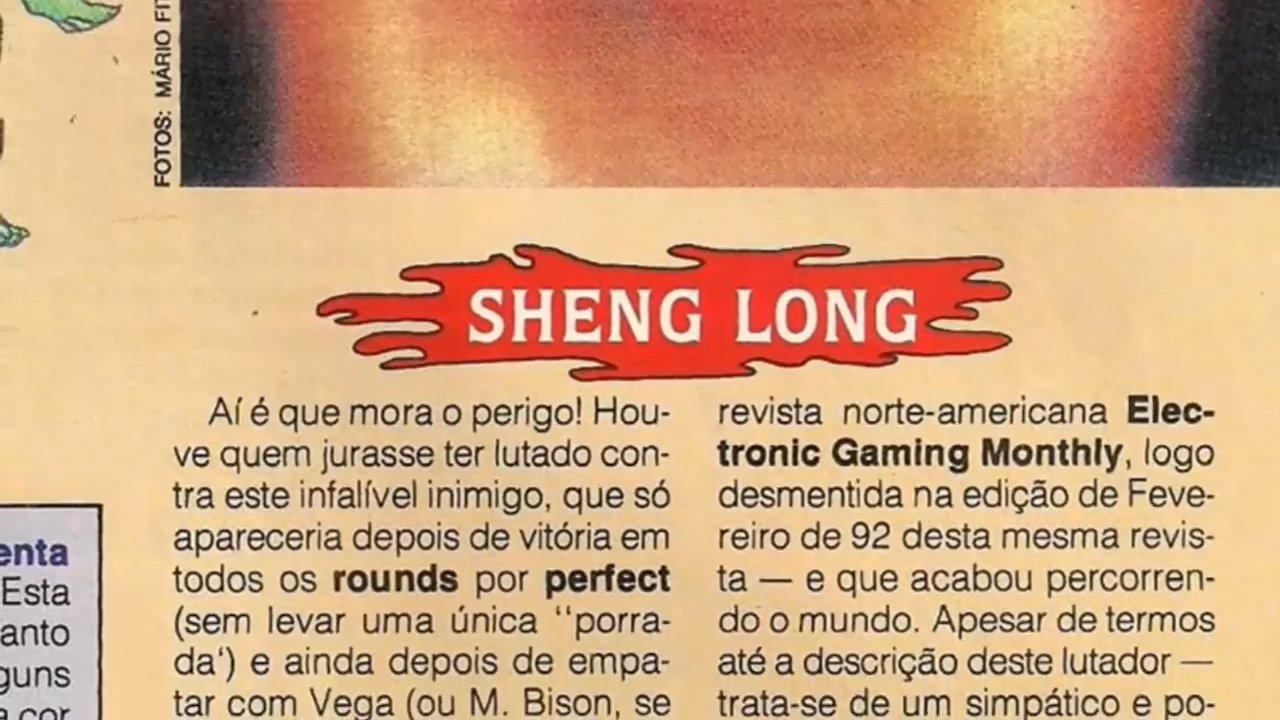 FOTOS: MÁRIO
SHENG LONG
Aí é que mora o perigo! Hou-
ve quem jurasse ter lutado con-
tra este infalível inimigo, que só
apareceria depois de vitória em
todos os rounds por perfect
(sem levar uma única "porra-
da') e ainda depois de empa-
tar com Vega (ou M. Bison, se
revista norte-americana Elec-
tronic Gaming Monthly, logo
desmentida na edição de Feve-
reiro de 92 desta mesma revis-
ta — e que acabou percorren-
do o mundo. Apesar de termos
até a descrição deste lutador —
trata-se de um simpático e po-
enta
Esta
anto
guns
a cor